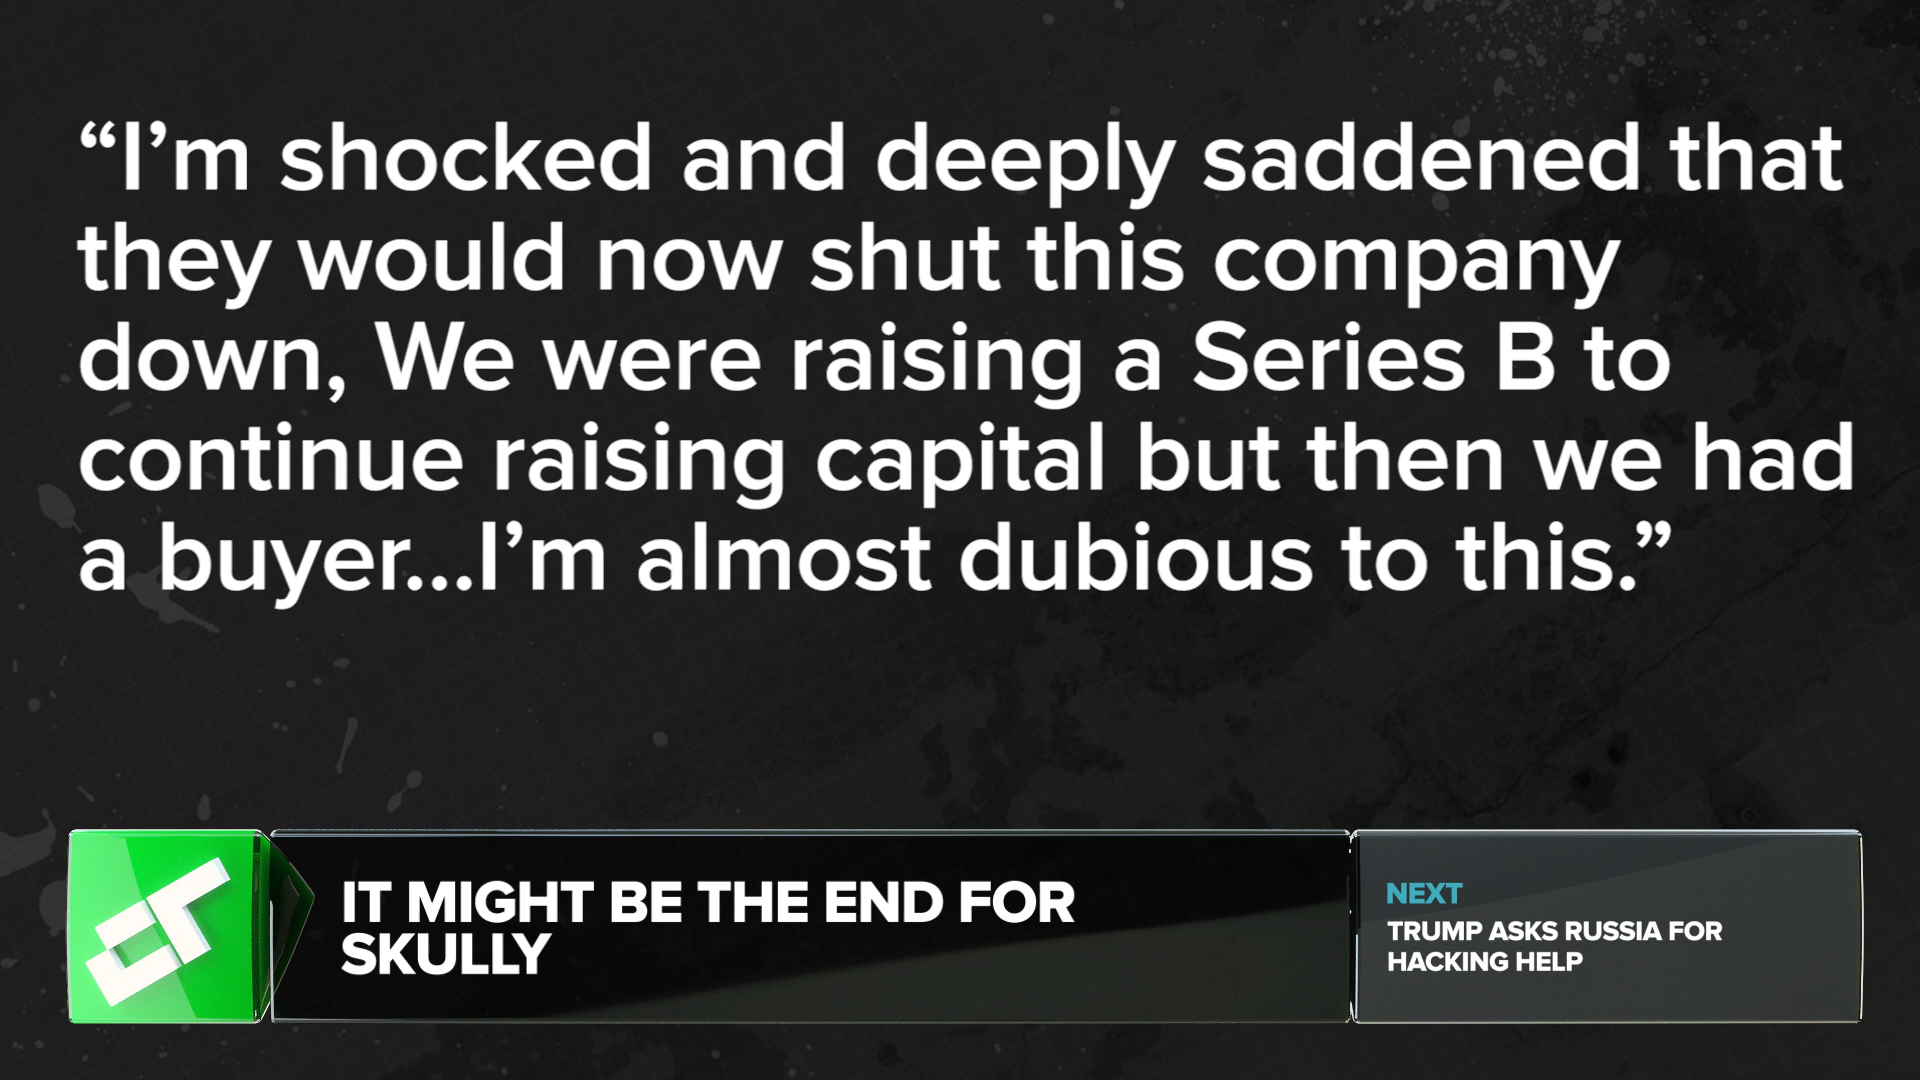 “I’m shocked and deeply saddened that
they would now shut this company
down, We were raising a Series B to
continue raising capital but then we had
a buyer...I’m almost dubious to this.”
IT MIGHT BE THE END FOR
SKULLY
NEXT
TRUMP ASKS RUSSIA FOR
HACKING HELP